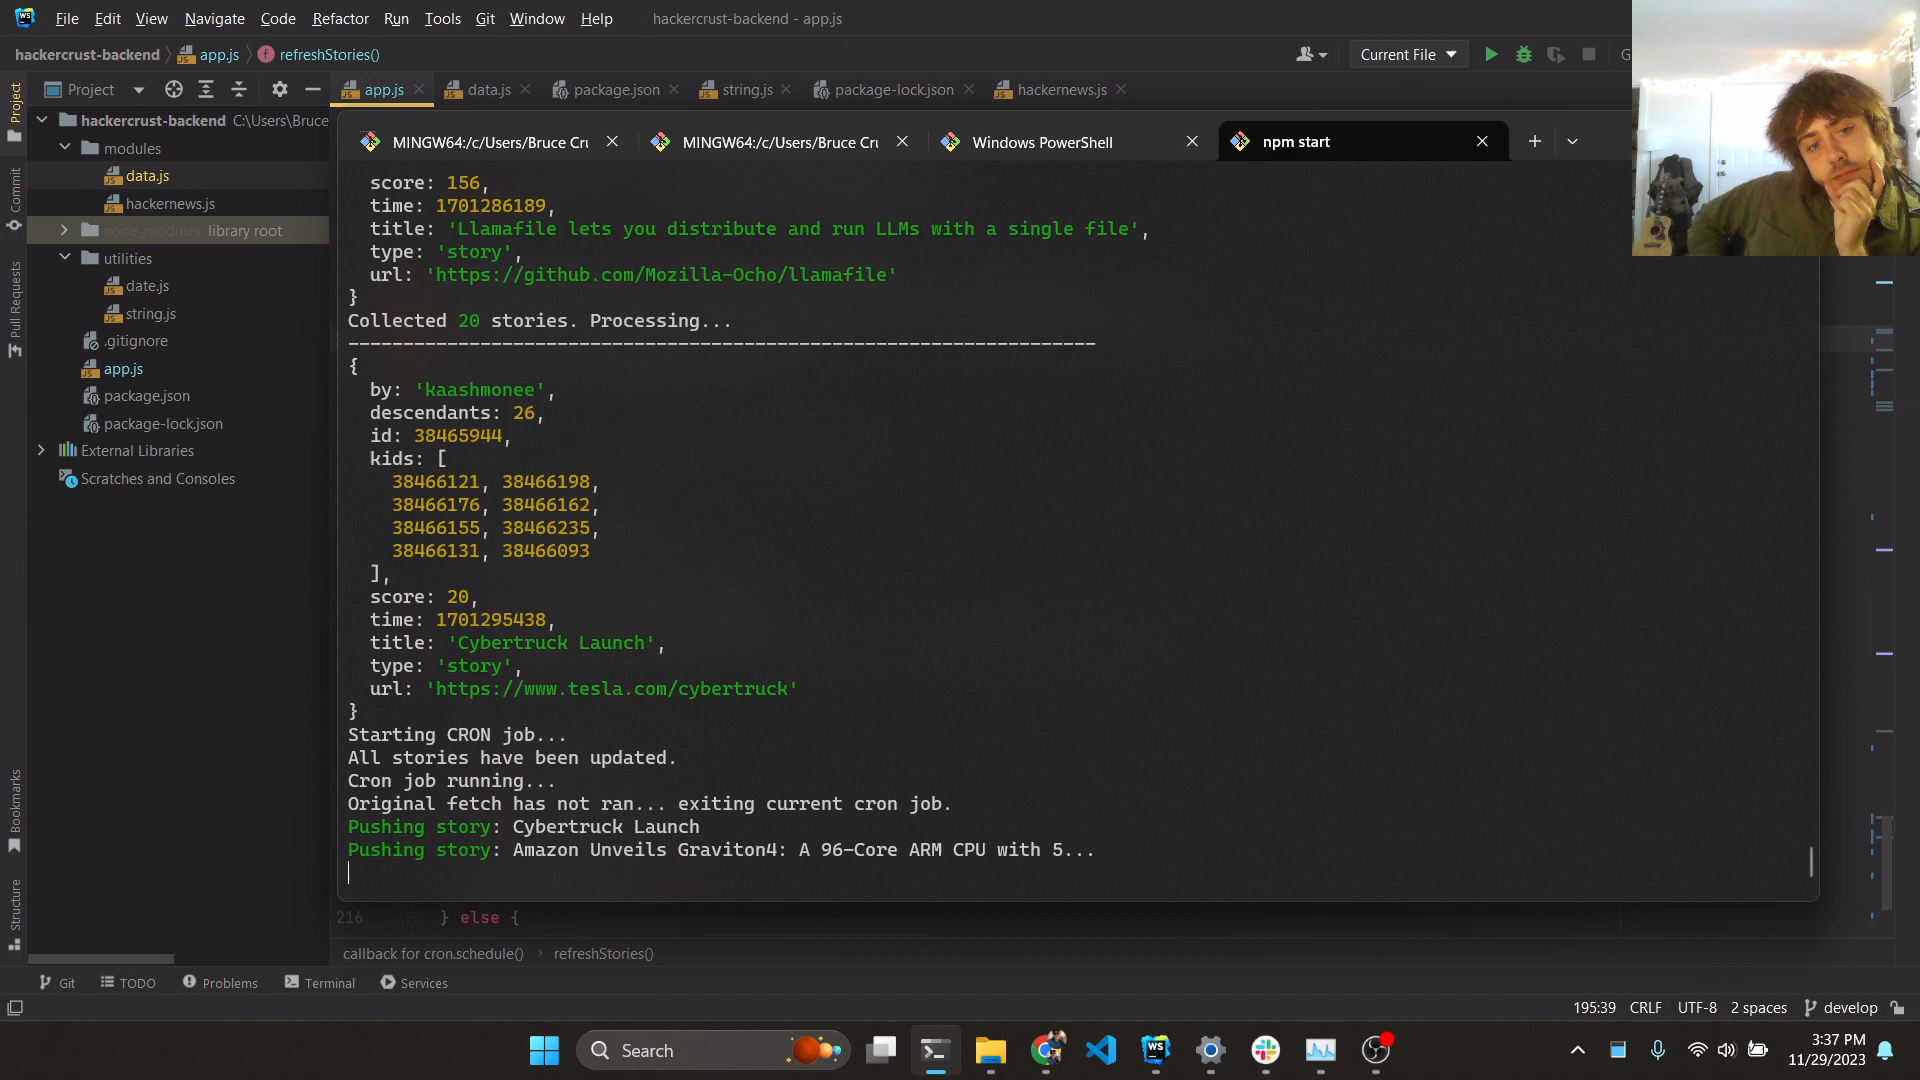 File Edit View Navigate Code Refactor Run Tools Git Window Help hackercrust-backend - app.js
hackercrust-backend app.js refreshStories()
Current File
Project
app.js data.js package.json string.js package-lock.json hackernews.js
hackercrust-backend C:\Users\Bruce
modules
data.js
hackernews.js
node_modules library root
utilities
date.js
string.js
.gitignore
app.js
package.json
package-lock.json
External Libraries
Scratches and Consoles
Project
Commit
Pull Requests
Bookmarks
Structure
MINGW64:/c/Users/Bruce Cru MINGW64:/c/Users/Bruce Cru Windows PowerShell npm start
score: 156,
time: 1701286189,
title: 'Llamafile lets you distribute and run LLMs with a single file',
type: 'story',
url: 'https://github.com/Mozilla-Ocho/llamafile'
}
Collected 20 stories. Processing...
--------------------------------------------------------------------
{
by: 'kaashmonee',
descendants: 26,
id: 38465944,
kids: [
38466121, 38466198,
38466176, 38466162,
38466155, 38466235,
38466131, 38466093
],
score: 20,
time: 1701295438,
title: 'Cybertruck Launch',
type: 'story',
url: 'https://www.tesla.com/cybertruck'
}
Starting CRON job...
All stories have been updated.
Cron job running...
Original fetch has not ran... exiting current cron job.
Pushing story: Cybertruck Launch
Pushing story: Amazon Unveils Graviton4: A 96-Core ARM CPU with 5...
216 } else {
callback for cron.schedule() refreshStories()
Git TODO Problems Terminal Services
195:39 CRLF UTF-8 2 spaces develop
Search
3:37 PM
11/29/2023